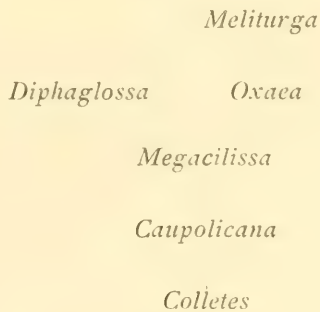 Meliturga
Diphaglossa Oxaea
Megacilissa
Caupolicana
Colletes